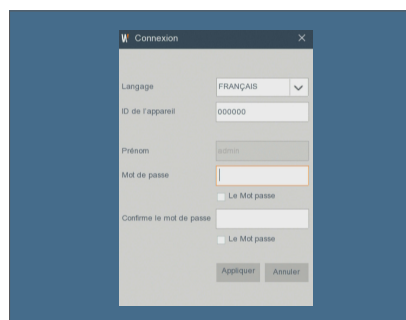 Connexion
Langage FRANÇAIS
ID de l'appareil 000000
Prénom admin
Mot de passe
Le Mot passe
Confirme le mot de passe
Le Mot passe
Appliquer Annuler